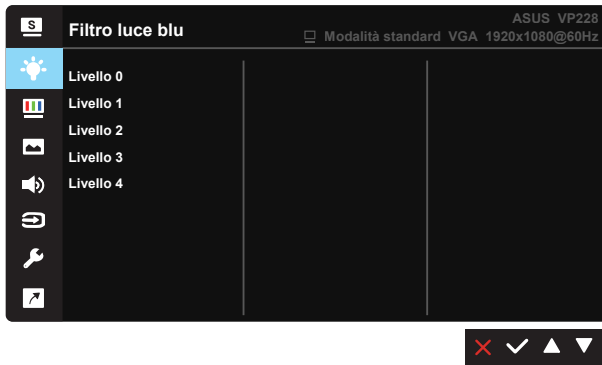 S
Filtro luce blu
ASUS VP228
Modalità standard VGA 1920x1080@60Hz
Livello 0
Livello 1
Livello 2
Livello 3
Livello 4